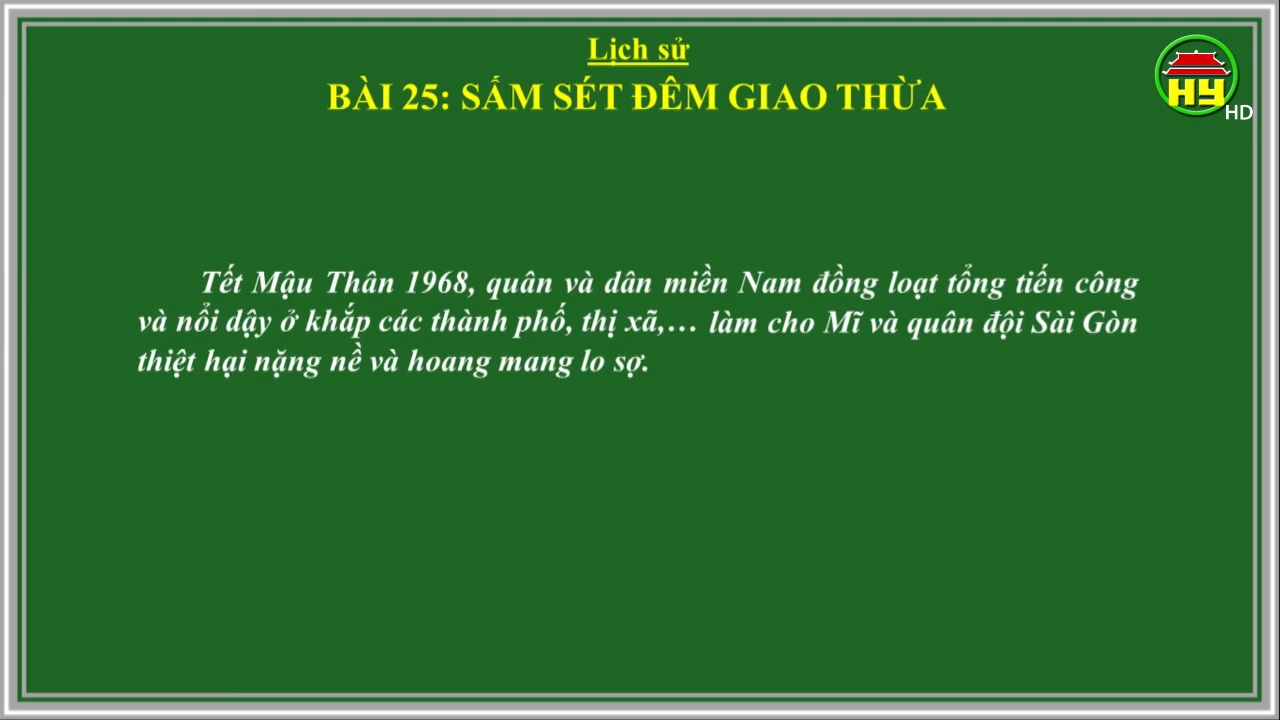 Lịch sử
BÀI 25: SẤM SÉT ĐÊM GIAO THỪA
HY
HD
Tết Mậu Thân 1968, quân và dân miền Nam đồng loạt tổng tiến công
và nổi dậy ở khắp các thành phố, thị xã,… làm cho Mĩ và quân đội Sài Gòn
thiệt hại nặng nề và hoang mang lo sợ.